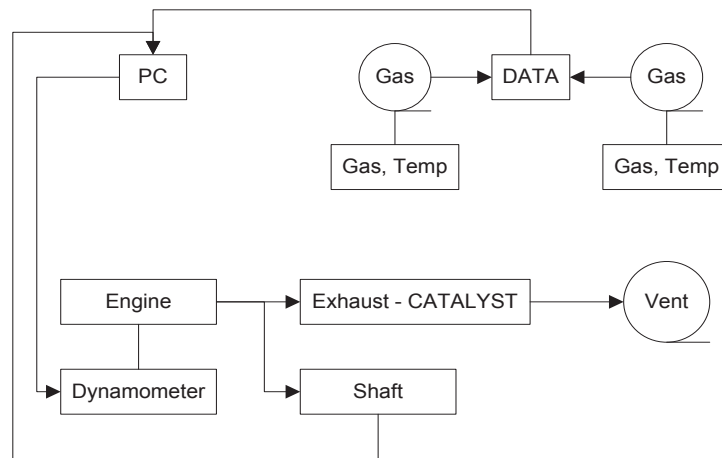 PC
Gas
DATA
Gas
Gas, Temp
Gas, Temp
Engine
Exhaust - CATALYST
Vent
Dynamometer
Shaft